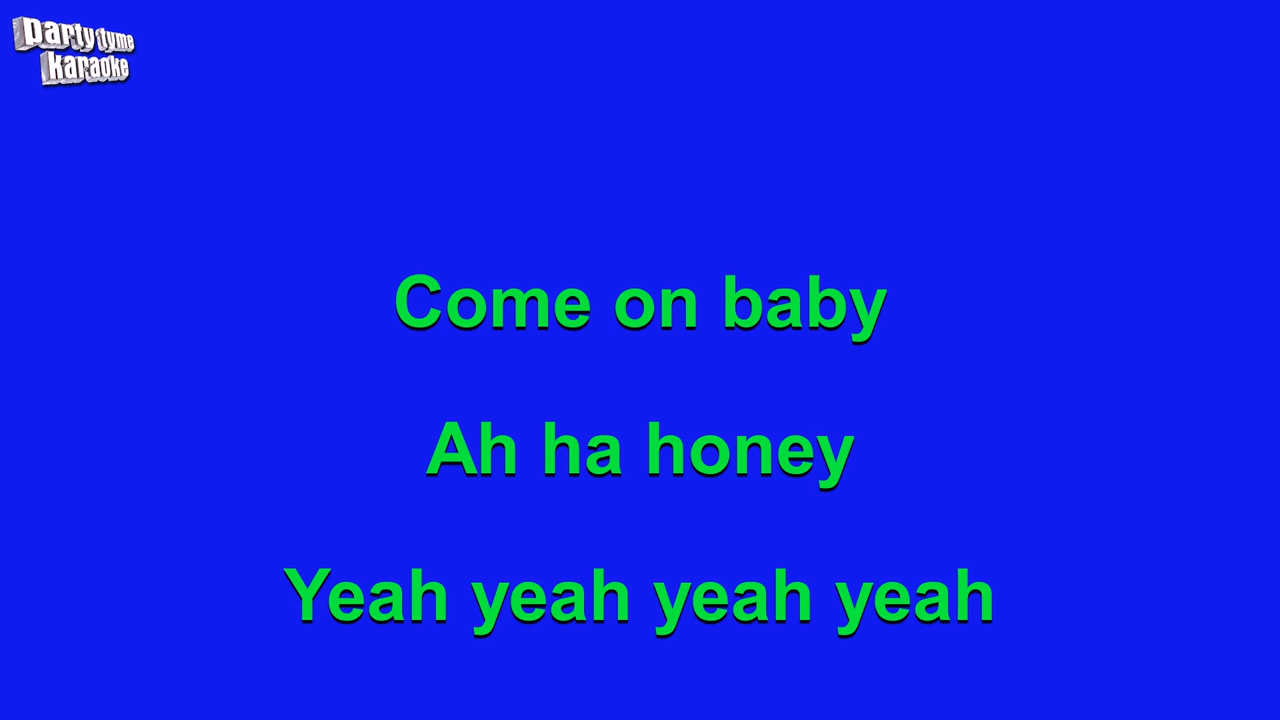 party tyme
karaoke
Come on baby
Ah ha honey
Yeah yeah yeah yeah